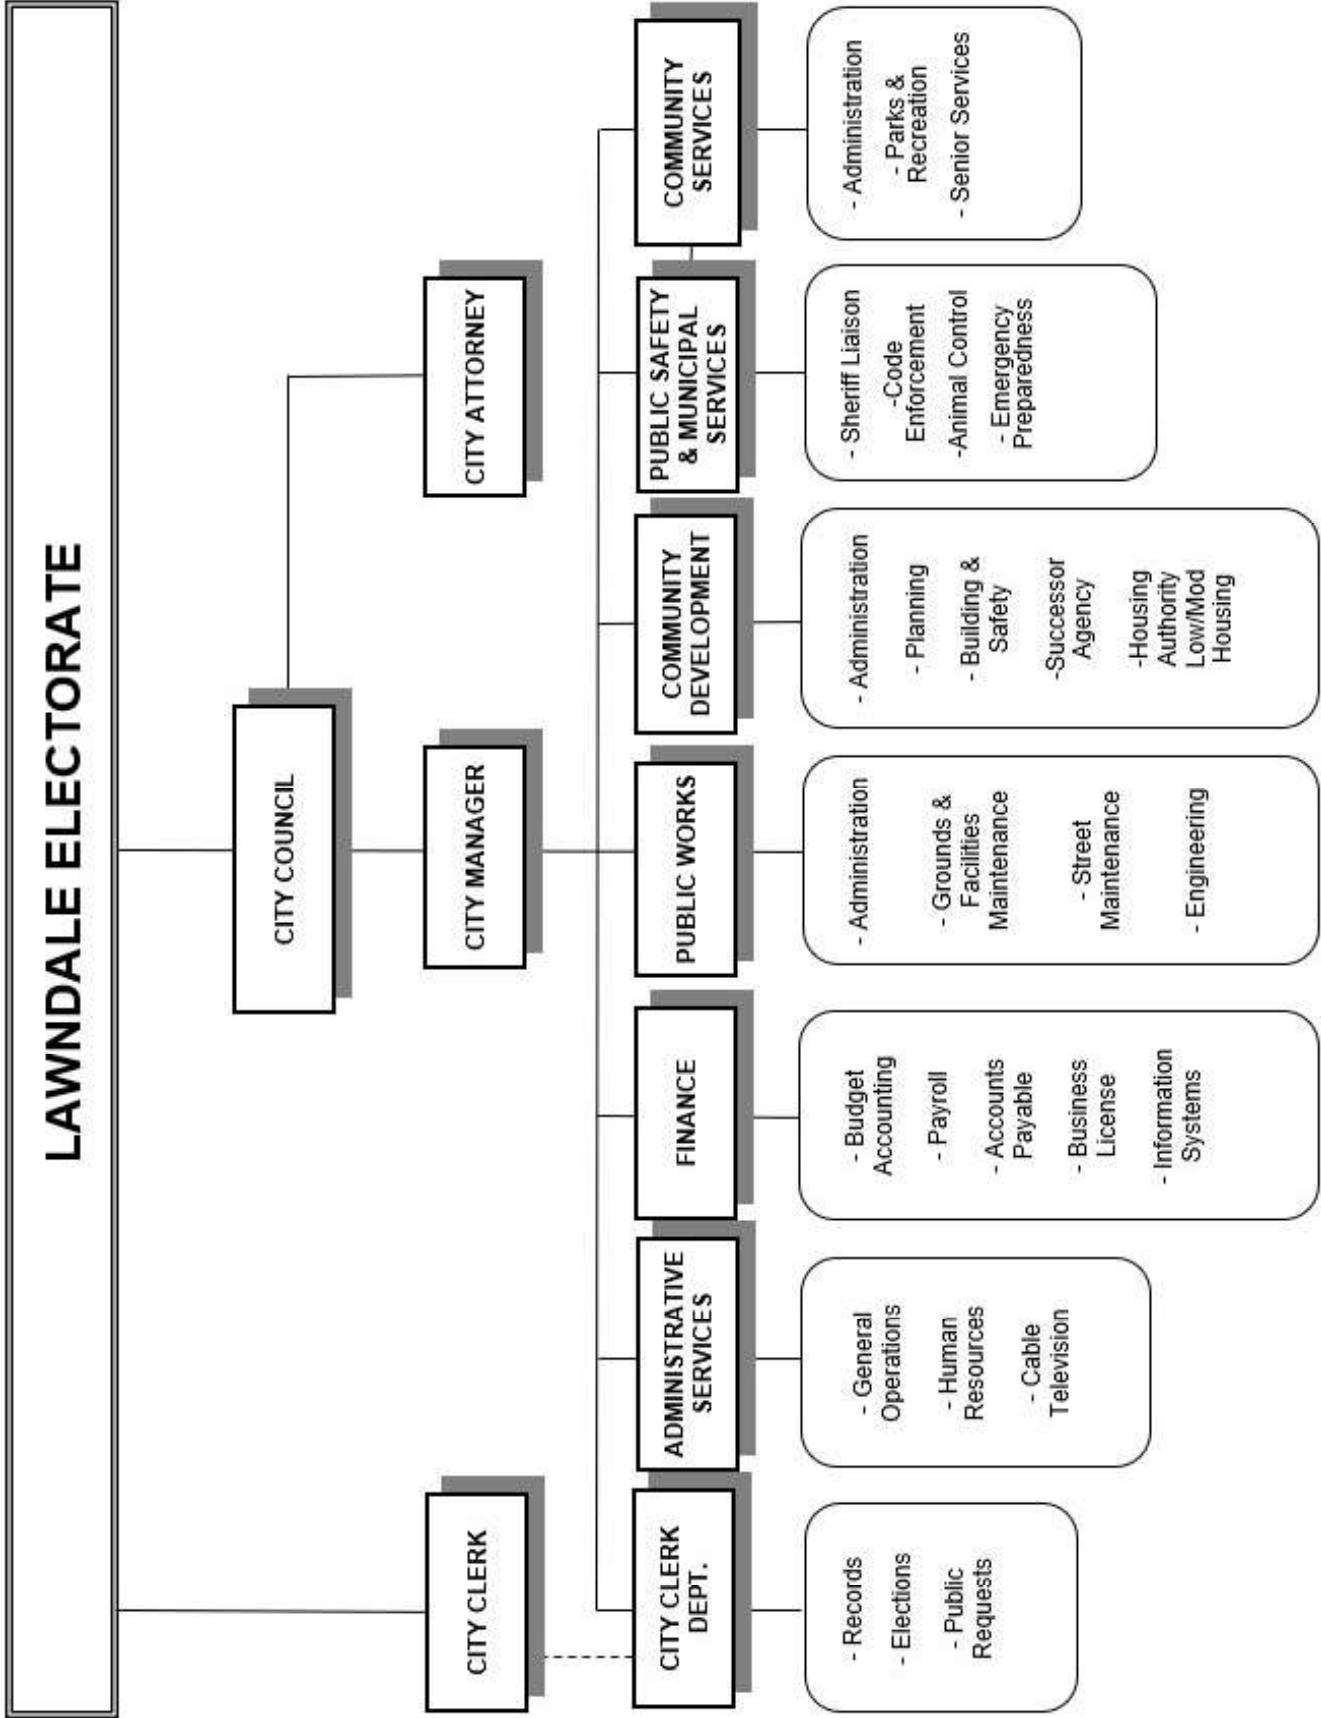 LAWNDALE ELECTORATE
CITY COUNCIL
CITY CLERK
CITY MANAGER
CITY ATTORNEY
CITY CLERK
DEPT.
ADMINISTRATIVE
SERVICES
FINANCE
PUBLIC WORKS
COMMUNITY
DEVELOPMENT
PUBLIC SAFETY
& MUNICIPAL
SERVICES
COMMUNITY
SERVICES
- Records
- Elections
- Public
Requests
- General
Operations
- Human
Resources
- Cable
Television
- Budget
Accounting
- Payroll
- Accounts
Payable
- Business
License
- Information
Systems
- Administration
- Grounds &
Facilities
Maintenance
- Street
Maintenance
- Engineering
- Administration
- Planning
- Building &
Safety
-Successor
Agency
-Housing
Authority
Low/Mod
Housing
- Sheriff Liaison
-Code
Enforcement
-Animal Control
- Emergency
Preparedness
- Administration
- Parks &
Recreation
- Senior Services